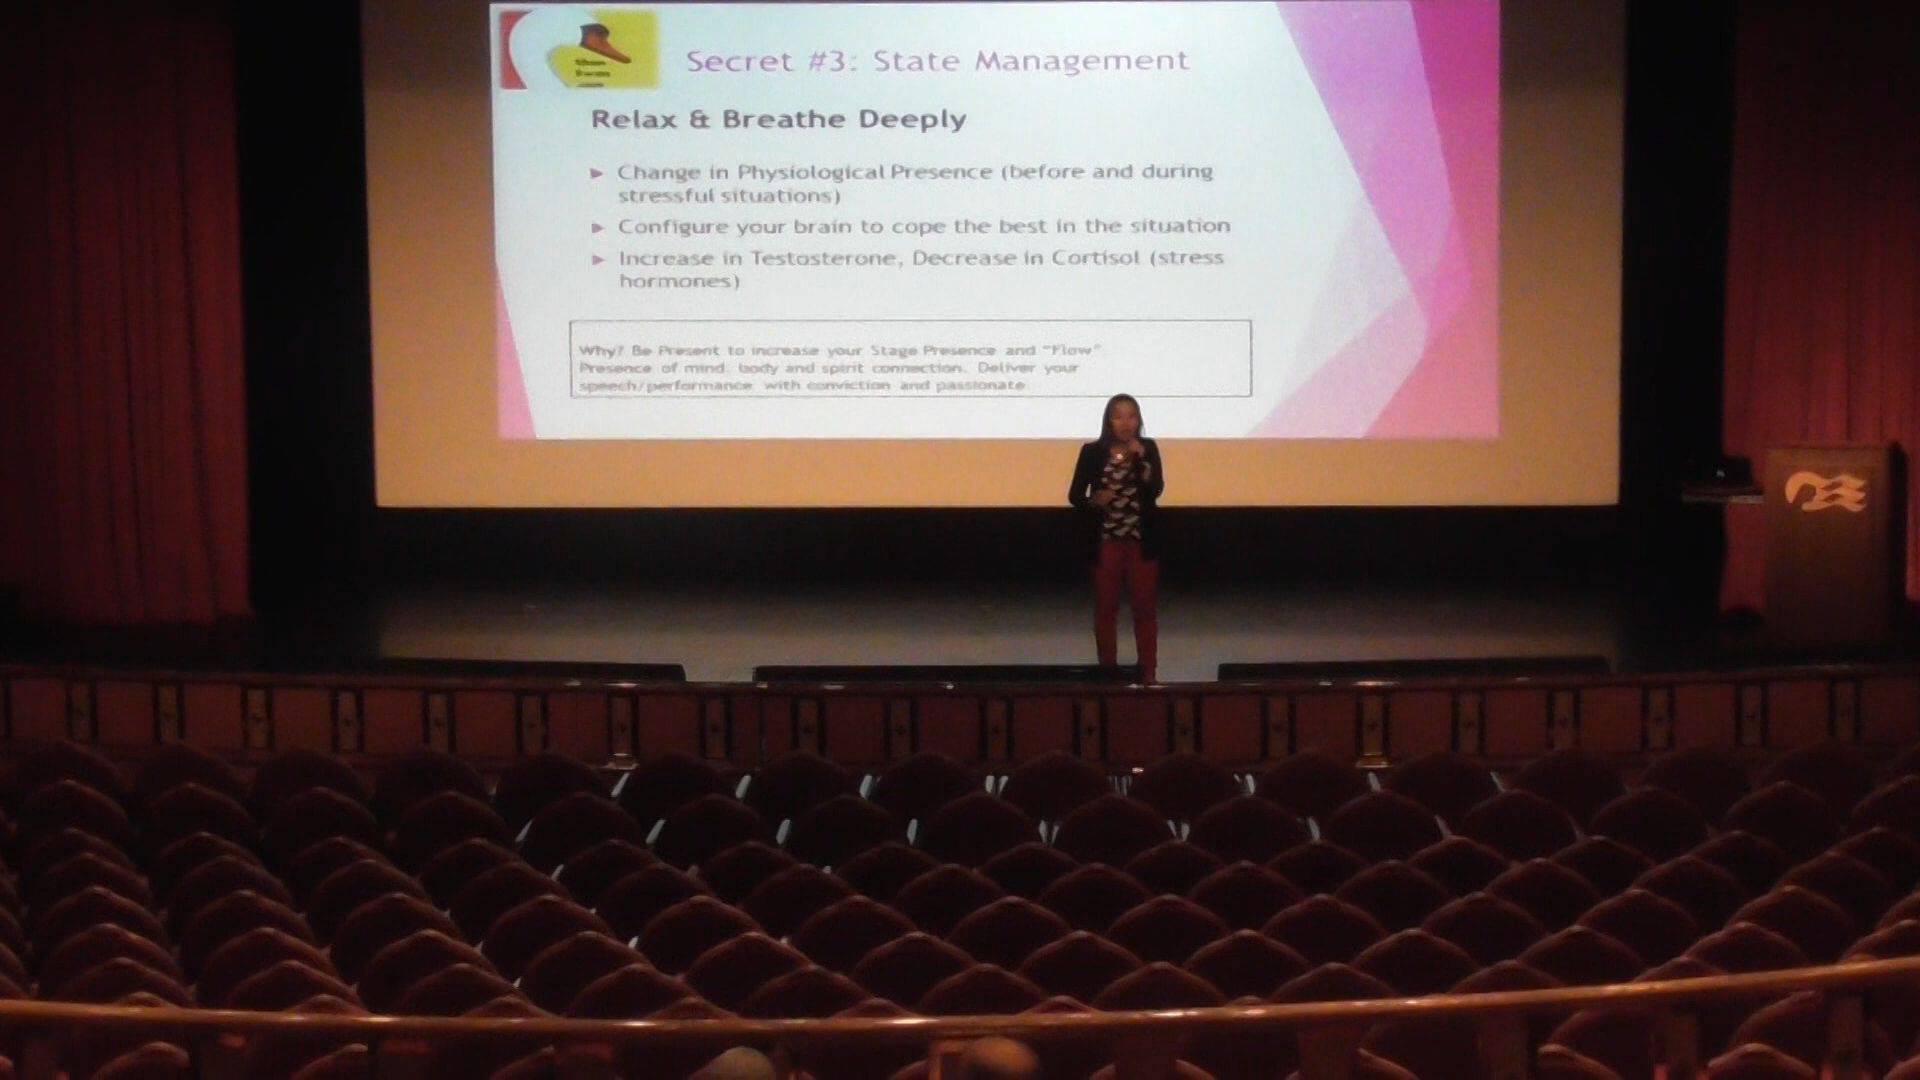 Secret #3: State Management
Relax & Breathe Deeply
Change in Physiological Presence (before and during
stressful situations)
Configure your brain to cope the best in the situation
Increase in Testosterone, Decrease in Cortisol (stress
hormones)
Why? Be Present to increase your Stage Presence and "Flow"
Presence of mind, body and spirit connection. Deliver your
speech/performance with conviction and passionate